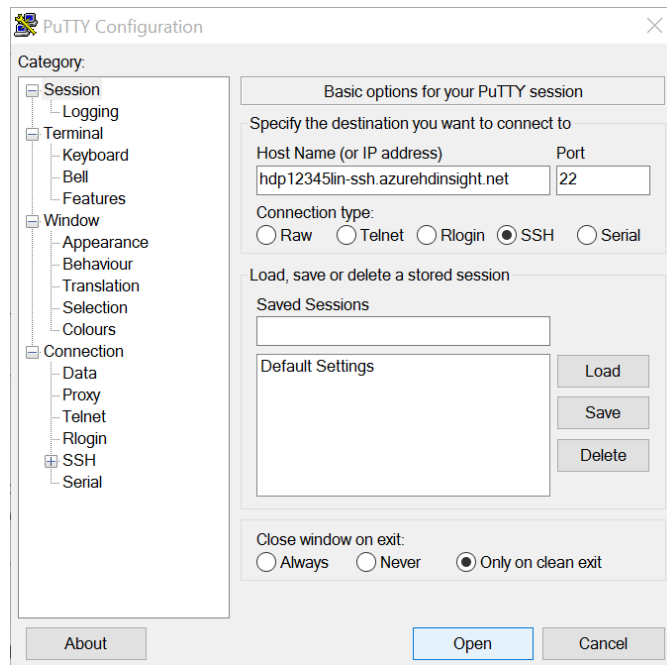 PuTTY Configuration
Category:
Session
Logging
Terminal
Keyboard
Bell
Features
Window
Appearance
Behaviour
Translation
Selection
Colours
Connection
Data
Proxy
Telnet
Rlogin
SSH
Serial
Basic options for your PuTTY session
Specify the destination you want to connect to
Host Name (or IP address) Port
hdp12345lin-ssh.azurehdinsight.net 22
Connection type:
Raw Telnet Rlogin SSH Serial
Load, save or delete a stored session
Saved Sessions
Default Settings
Load
Save
Delete
Close window on exit:
Always Never Only on clean exit
About Open Cancel